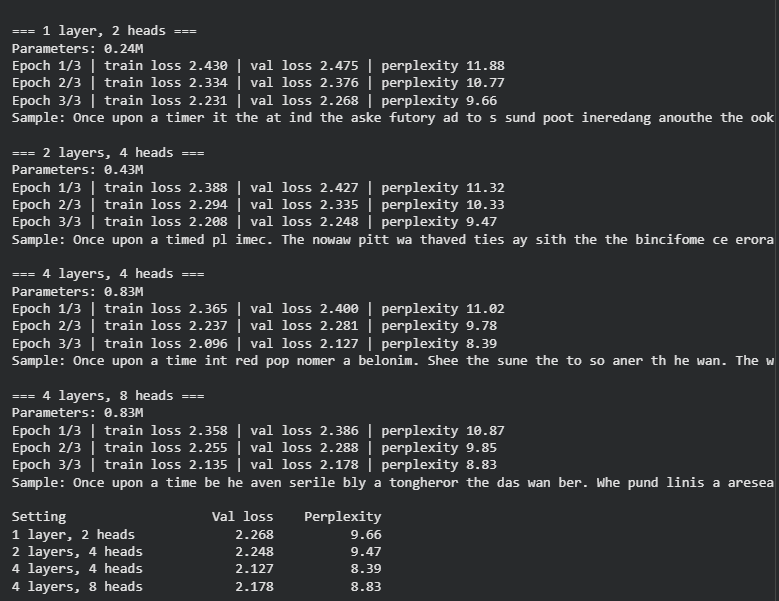 === 1 layer, 2 heads ===
Parameters: 0.24M
Epoch 1/3 | train loss 2.430 | val loss 2.475 | perplexity 11.88
Epoch 2/3 | train loss 2.334 | val loss 2.376 | perplexity 10.77
Epoch 3/3 | train loss 2.231 | val loss 2.268 | perplexity 9.66
Sample: Once upon a timer it the at ind the aske futory ad to s sund poot ineredang anouthe the ook
=== 2 layers, 4 heads ===
Parameters: 0.43M
Epoch 1/3 | train loss 2.388 | val loss 2.427 | perplexity 11.32
Epoch 2/3 | train loss 2.294 | val loss 2.335 | perplexity 10.33
Epoch 3/3 | train loss 2.208 | val loss 2.248 | perplexity 9.47
Sample: Once upon a timed pl imec. The nowaw pitt wa thaved ties ay sith the the bincifome ce erora
=== 4 layers, 4 heads ===
Parameters: 0.83M
Epoch 1/3 | train loss 2.365 | val loss 2.400 | perplexity 11.02
Epoch 2/3 | train loss 2.237 | val loss 2.281 | perplexity 9.78
Epoch 3/3 | train loss 2.096 | val loss 2.127 | perplexity 8.39
Sample: Once upon a time int red pop nomer a belonim. Shee the sune the to so aner th he wan. The w
=== 4 layers, 8 heads ===
Parameters: 0.83M
Epoch 1/3 | train loss 2.358 | val loss 2.386 | perplexity 10.87
Epoch 2/3 | train loss 2.255 | val loss 2.288 | perplexity 9.85
Epoch 3/3 | train loss 2.135 | val loss 2.178 | perplexity 8.83
Sample: Once upon a time be he aven serile bly a tongheror the das wan ber. Whe pund linis a aresea
Setting Val loss Perplexity
1 layer, 2 heads 2.268 9.66
2 layers, 4 heads 2.248 9.47
4 layers, 4 heads 2.127 8.39
4 layers, 8 heads 2.178 8.83